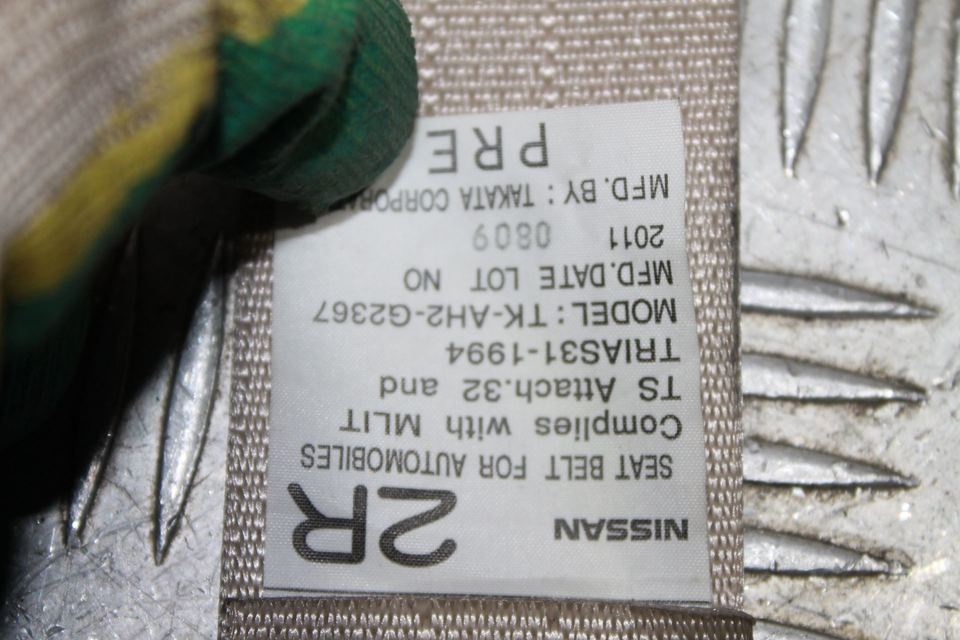 NISSAN 2R
SEAT BELT FOR AUTOMOBILES
Complies with MLIT
TS Attach.32 and
TRIAS31-1994
MODEL:TK-AH2-G2367
MFD.DATE LOT NO
2011 0809
MFD.BY : TAKATA
PRE